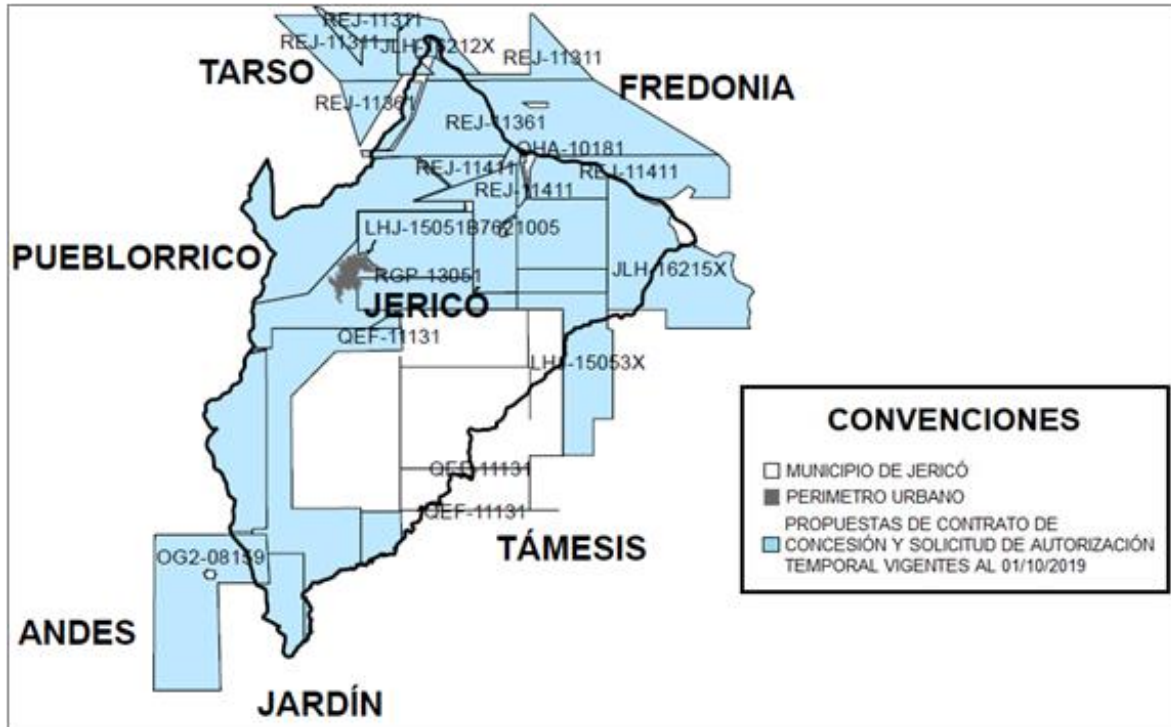 REJ-11311
REJ-11311
JLH-16212X
REJ-11311
TARSO
FREDONIA
REJ-11361
REJ-11361
OHA-10181
REJ-11411
REJ-11411
REJ-11411
LHJ-15051B7621005
PUEBLORRICO
JLH-16215X
RGP-13051
JERICÓ
QEF-11131
LHJ-15053X
CONVENCIONES
MUNICIPIO DE JERICÓ
PERIMETRO URBANO
PROPUESTAS DE CONTRATO DE
CONCESIÓN Y SOLICITUD DE AUTORIZACIÓN
TEMPORAL VIGENTES AL 01/10/2019
QEF-11131
QEF-11131
TÁMESIS
OG2-08159
ANDES
JARDÍN